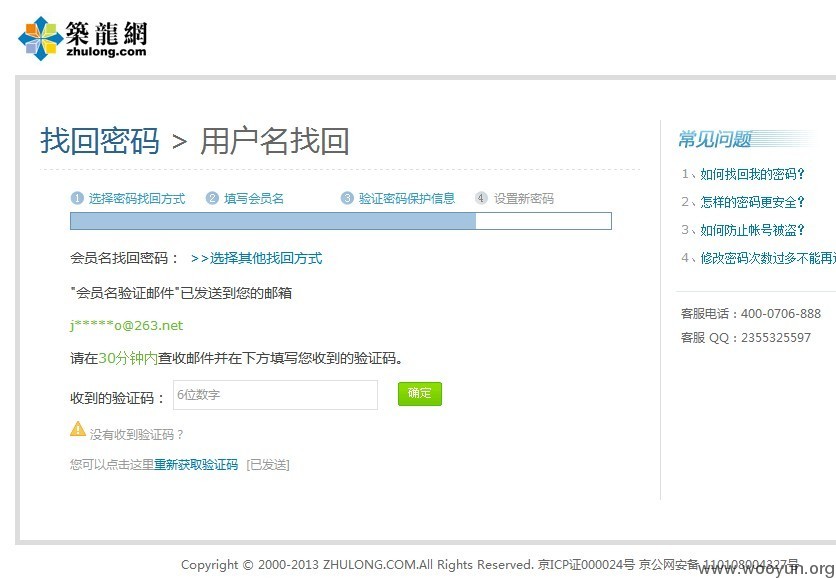 築龍網
zhulong.com
找回密码 > 用户名找回
1 选择密码找回方式 2 填写会员名 3 验证密码保护信息 4 设置新密码
会员名找回密码： >>选择其他找回方式
"会员名验证邮件"已发送到您的邮箱
j*****o@263.net
请在30分钟内查收邮件并在下方填写您收到的验证码。
收到的验证码： 6位数字 确定
没有收到验证码？
您可以点击这里重新获取验证码 [已发送]
常见问题
1、如何找回我的密码？
2、怎样的密码更安全？
3、如何防止帐号被盗？
4、修改密码次数过多不能再
客服电话：400-0706-888
客服 QQ：2355325597
Copyright © 2000-2013 ZHULONG.COM.All Rights Reserved. 京ICP证000024号 京公网安备 110108004327号
www.wooyun.org